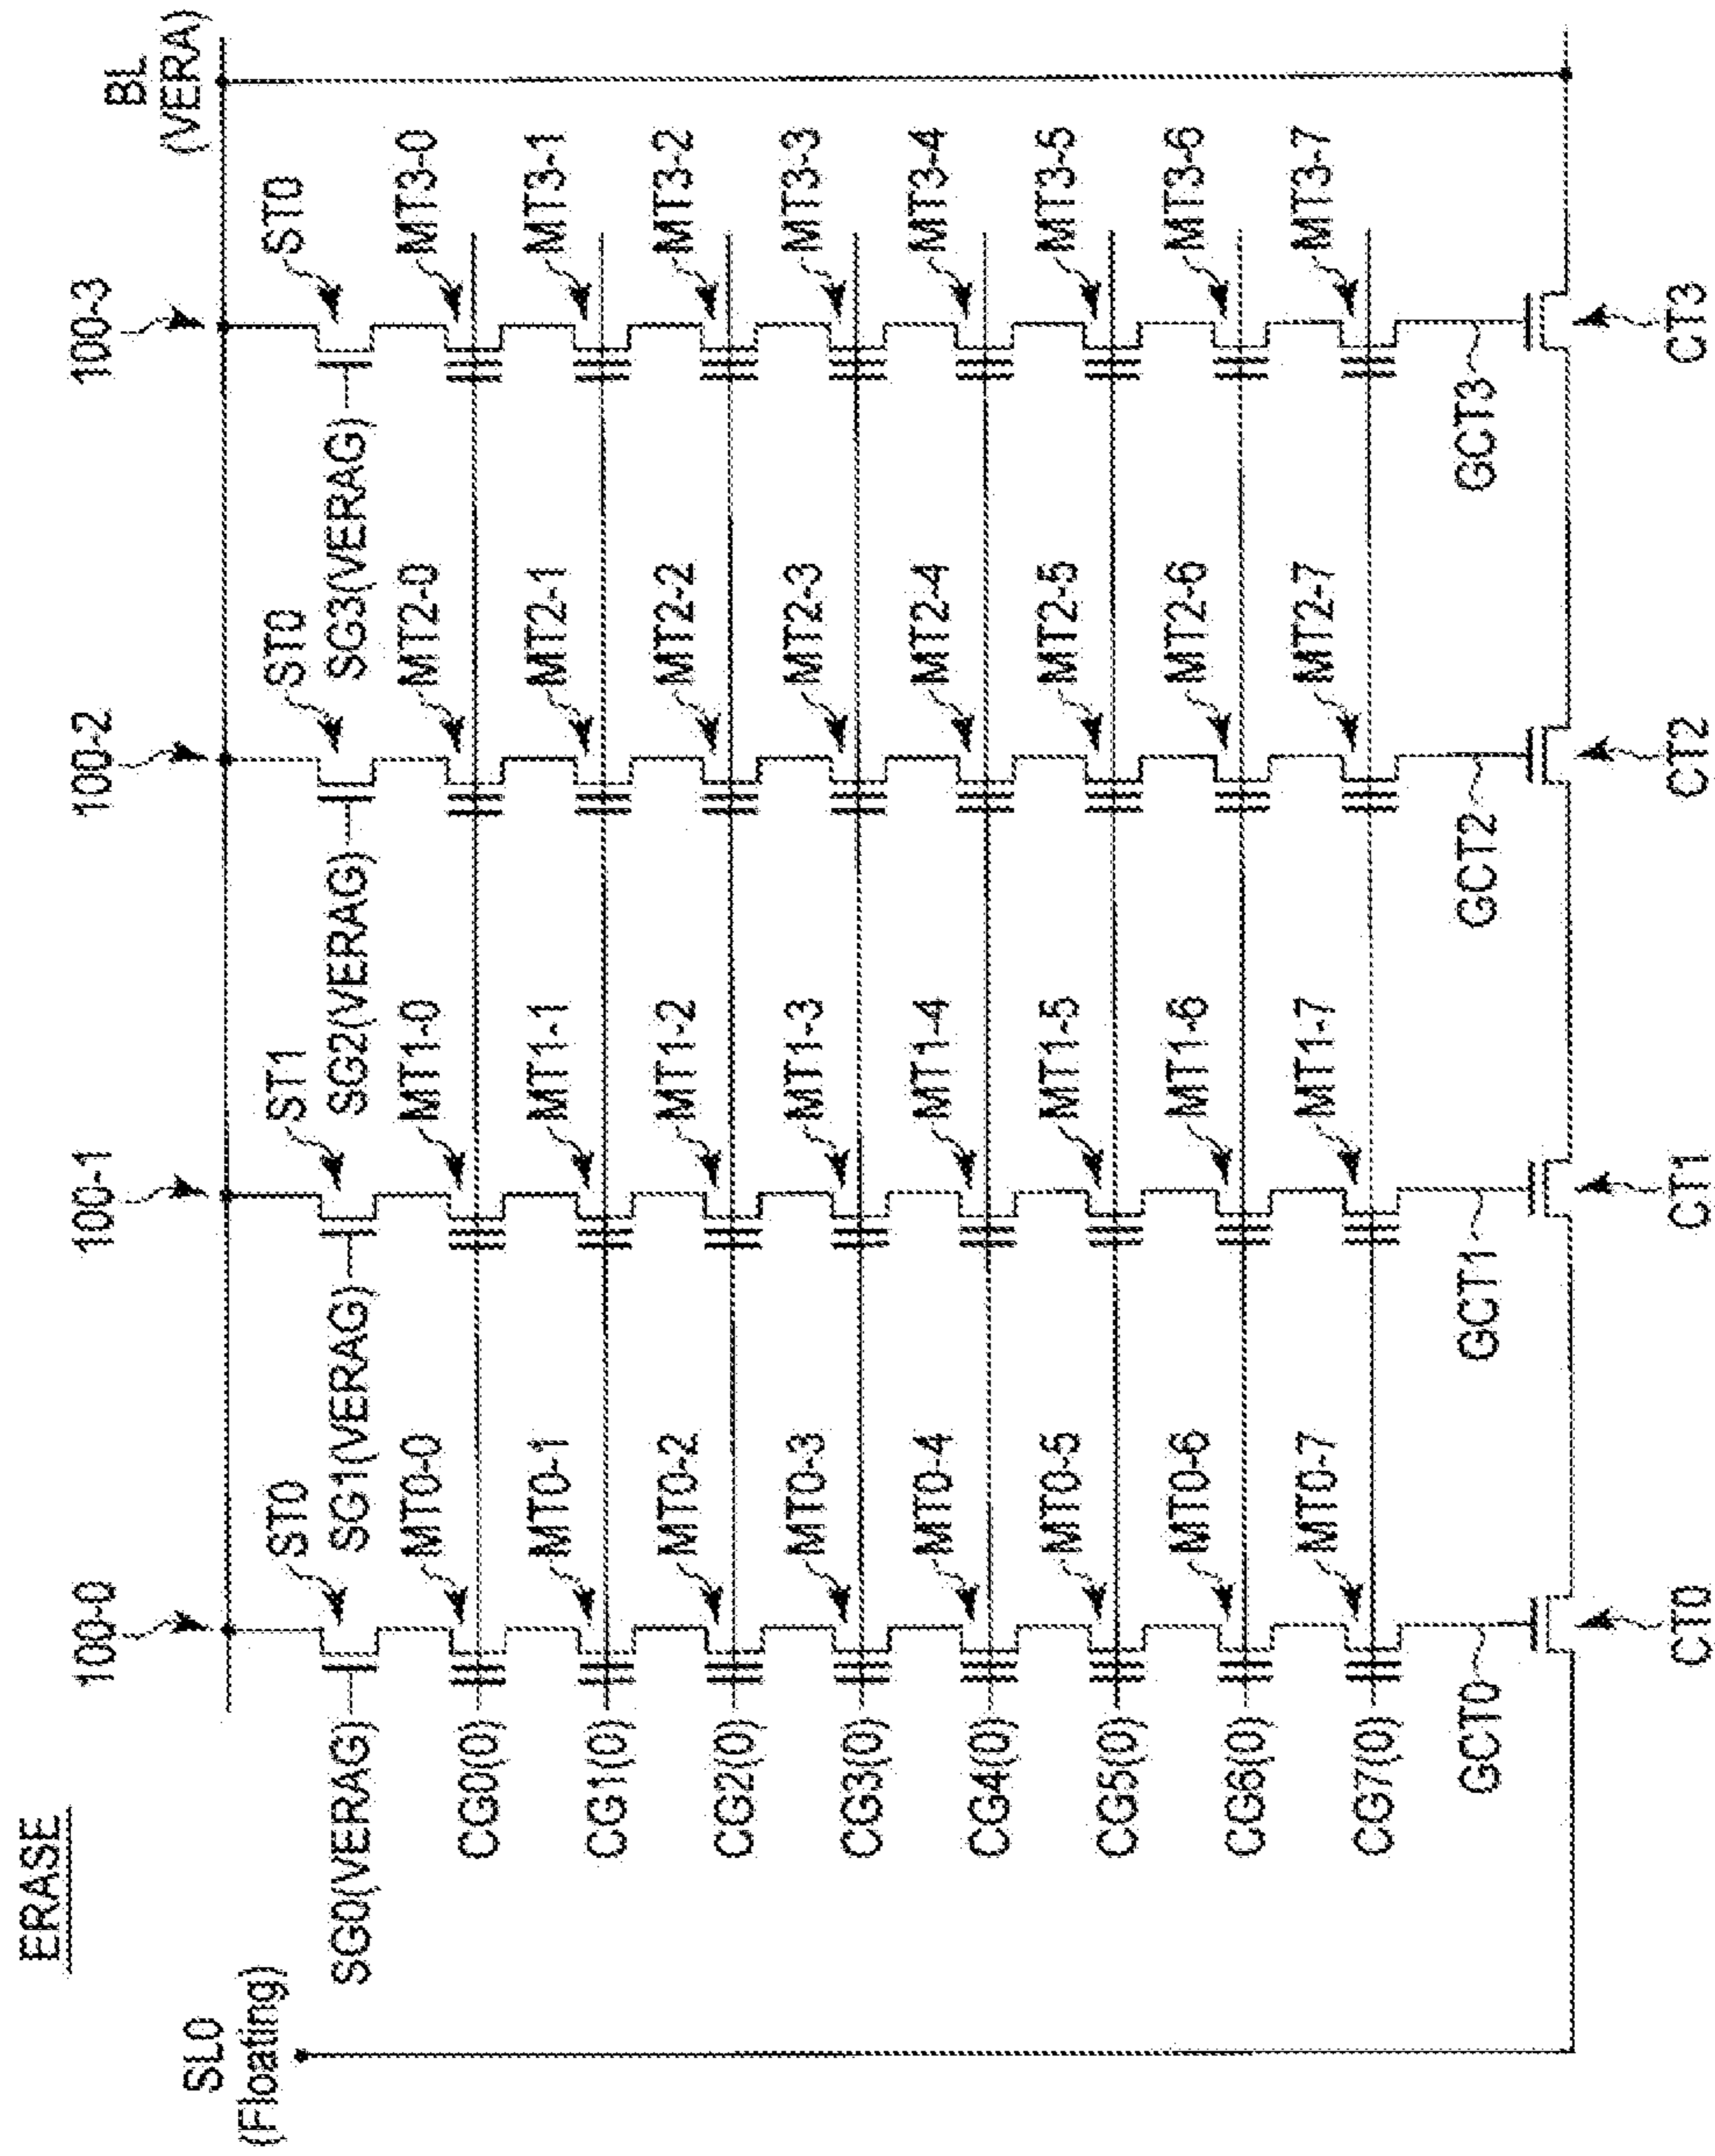 ERASE
SL0
(Floating)
BL
(VERA)
100-0
100-1
100-2
100-3
ST0
ST1
ST0
ST0
SG0(VERAG)
SG1(VERAG)
SG2(VERAG)
SG3(VERAG)
MT0-0
MT1-0
MT2-0
MT3-0
CG0(0)
MT0-1
MT1-1
MT2-1
MT3-1
CG1(0)
MT0-2
MT1-2
MT2-2
MT3-2
CG2(0)
MT0-3
MT1-3
MT2-3
MT3-3
CG3(0)
MT0-4
MT1-4
MT2-4
MT3-4
CG4(0)
MT0-5
MT1-5
MT2-5
MT3-5
CG5(0)
MT0-6
MT1-6
MT2-6
MT3-6
CG6(0)
MT0-7
MT1-7
MT2-7
MT3-7
CG7(0)
GCT0
GCT1
GCT2
GCT3
CT0
CT1
CT2
CT3